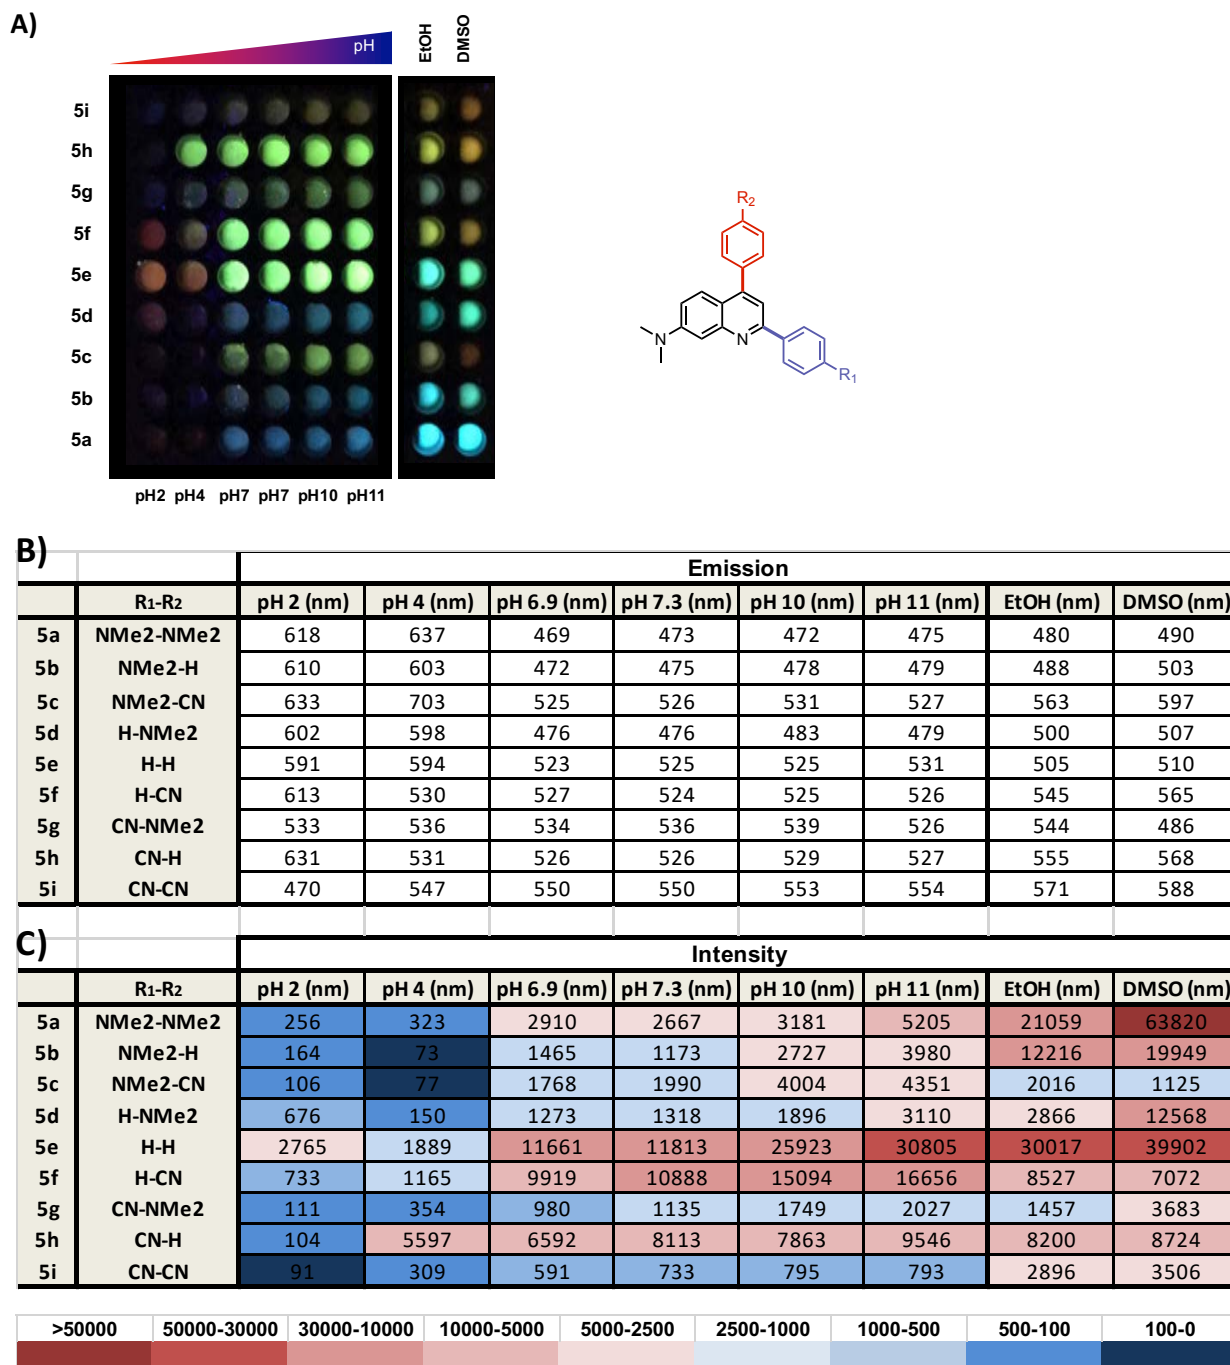 A)
pH
EtOH
DMSO
5i
5h
5g
5f
5e
5d
5c
5b
5a
pH2 pH4 pH7 pH7 pH10 pH11
R2
N
N
R1
B)
Emission
R1-R2 pH 2 (nm) pH 4 (nm) pH 6.9 (nm) pH 7.3 (nm) pH 10 (nm) pH 11 (nm) EtOH (nm) DMSO (nm)
5a NMe2-NMe2 618 637 469 473 472 475 480 490
5b NMe2-H 610 603 472 475 478 479 488 503
5c NMe2-CN 633 703 525 526 531 527 563 597
5d H-NMe2 602 598 476 476 483 479 500 507
5e H-H 591 594 523 525 525 531 505 510
5f H-CN 613 530 527 524 525 526 545 565
5g CN-NMe2 533 536 534 536 539 526 544 486
5h CN-H 631 531 526 526 529 527 555 568
5i CN-CN 470 547 550 550 553 554 571 588
C)
Intensity
R1-R2 pH 2 (nm) pH 4 (nm) pH 6.9 (nm) pH 7.3 (nm) pH 10 (nm) pH 11 (nm) EtOH (nm) DMSO (nm)
5a NMe2-NMe2 256 323 2910 2667 3181 5205 21059 63820
5b NMe2-H 164 73 1465 1173 2727 3980 12216 19949
5c NMe2-CN 106 77 1768 1990 4004 4351 2016 1125
5d H-NMe2 676 150 1273 1318 1896 3110 2866 12568
5e H-H 2765 1889 11661 11813 25923 30805 30017 39902
5f H-CN 733 1165 9919 10888 15094 16656 8527 7072
5g CN-NMe2 111 354 980 1135 1749 2027 1457 3683
5h CN-H 104 5597 6592 8113 7863 9546 8200 8724
5i CN-CN 91 309 591 733 795 793 2896 3506
>50000 50000-30000 30000-10000 10000-5000 5000-2500 2500-1000 1000-500 500-100 100-0